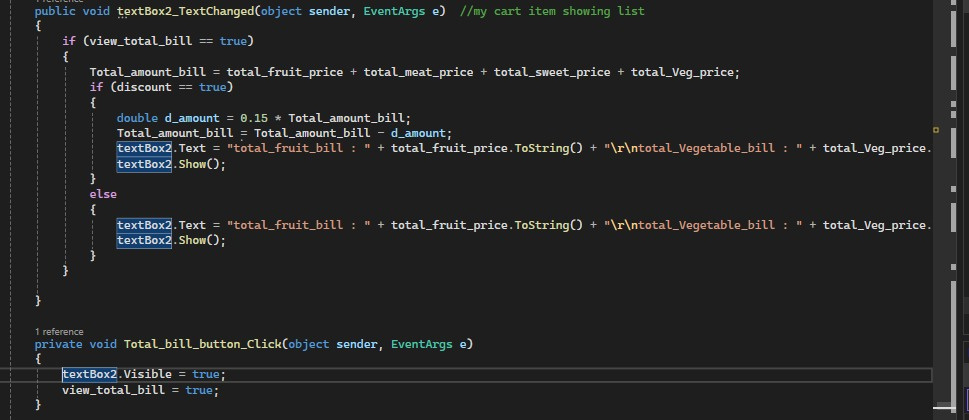 public void textBox2_TextChanged(object sender, EventArgs e)  //my cart item showing list
{
if (view_total_bill == true)
{
Total_amount_bill = total_fruit_price + total_meat_price + total_sweet_price + total_Veg_price;
if (discount == true)
{
double d_amount = 0.15 * Total_amount_bill;
Total_amount_bill = Total_amount_bill - d_amount;
textBox2.Text = "total_fruit_bill : " + total_fruit_price.ToString() + "\r\ntotal_Vegetable_bill : " + total_Veg_price.
textBox2.Show();
}
else
{
textBox2.Text = "total_fruit_bill : " + total_fruit_price.ToString() + "\r\ntotal_Vegetable_bill : " + total_Veg_price.
textBox2.Show();
}
}
}
1 reference
private void Total_bill_button_Click(object sender, EventArgs e)
{
textBox2.Visible = true;
view_total_bill = true;
}